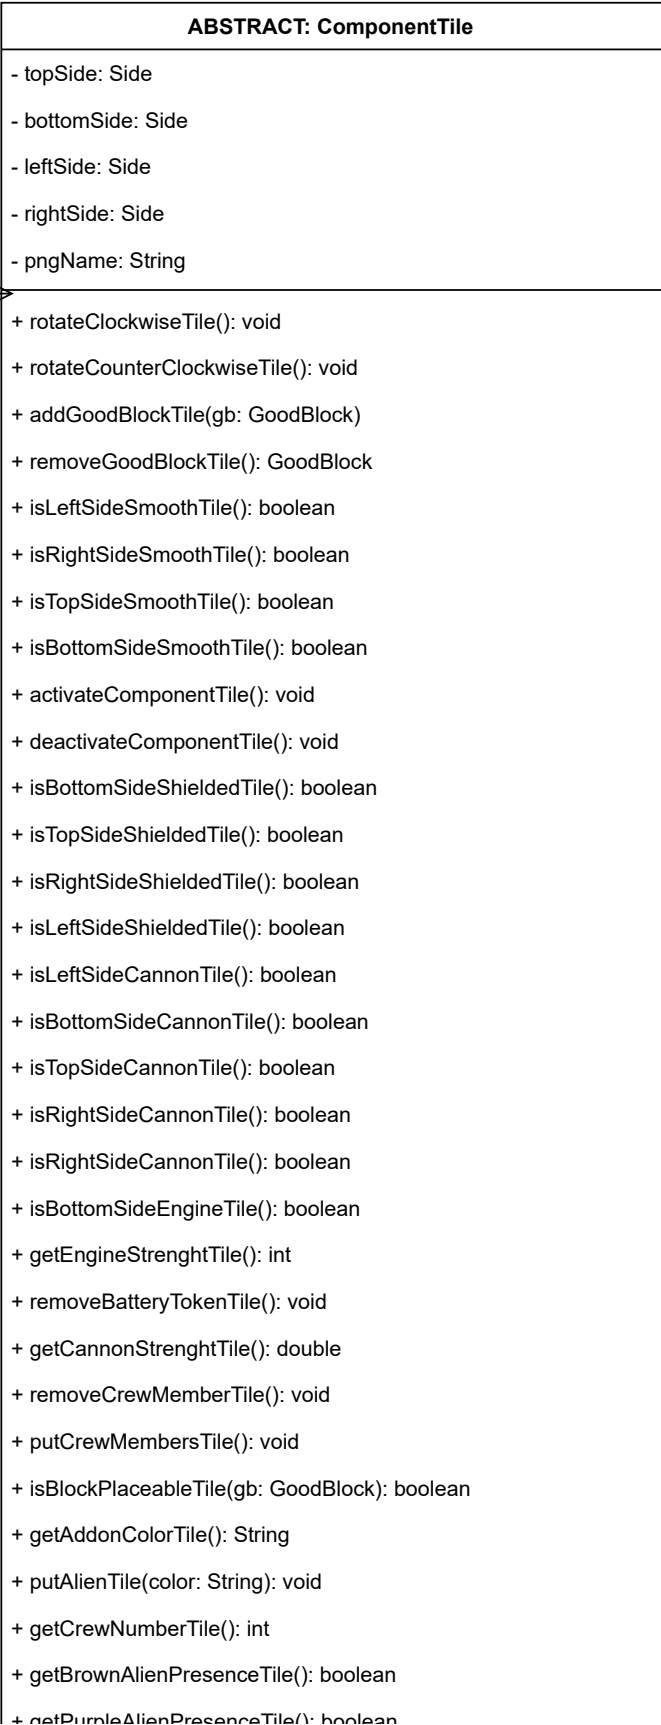 ABSTRACT: ComponentTile
- topSide: Side
- bottomSide: Side
- leftSide: Side
- rightSide: Side
- pngName: String
+ rotateClockwiseTile(): void
+ rotateCounterClockwiseTile(): void
+ addGoodBlockTile(gb: GoodBlock)
+ removeGoodBlockTile(): GoodBlock
+ isLeftSideSmoothTile(): boolean
+ isRightSideSmoothTile(): boolean
+ isTopSideSmoothTile(): boolean
+ isBottomSideSmoothTile(): boolean
+ activateComponentTile(): void
+ deactivateComponentTile(): void
+ isBottomSideShieldedTile(): boolean
+ isTopSideShieldedTile(): boolean
+ isRightSideShieldedTile(): boolean
+ isLeftSideShieldedTile(): boolean
+ isLeftSideCannonTile(): boolean
+ isBottomSideCannonTile(): boolean
+ isTopSideCannonTile(): boolean
+ isRightSideCannonTile(): boolean
+ isRightSideCannonTile(): boolean
+ isBottomSideEngineTile(): boolean
+ getEngineStrenghtTile(): int
+ removeBatteryTokenTile(): void
+ getCannonStrenghtTile(): double
+ removeCrewMemberTile(): void
+ putCrewMembersTile(): void
+ isBlockPlaceableTile(gb: GoodBlock): boolean
+ getAddonColorTile(): String
+ putAlienTile(color: String): void
+ getCrewNumberTile(): int
+ getBrownAlienPresenceTile(): boolean
+ getPurpleAlienPresenceTile(): boolean